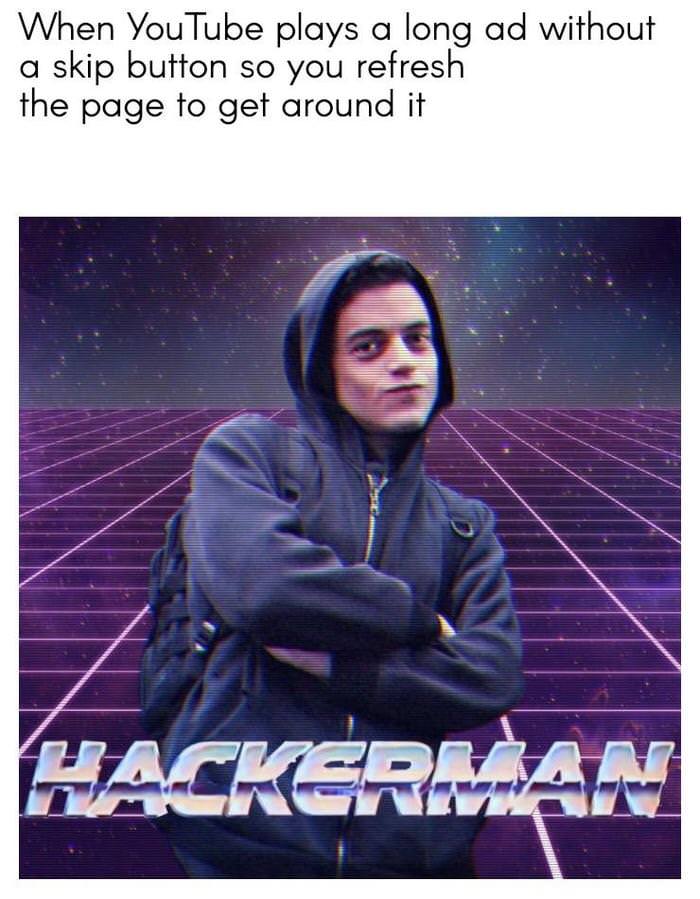 When YouTube plays a long ad without
a skip button so you refresh
the page to get around it
HACKERMAN